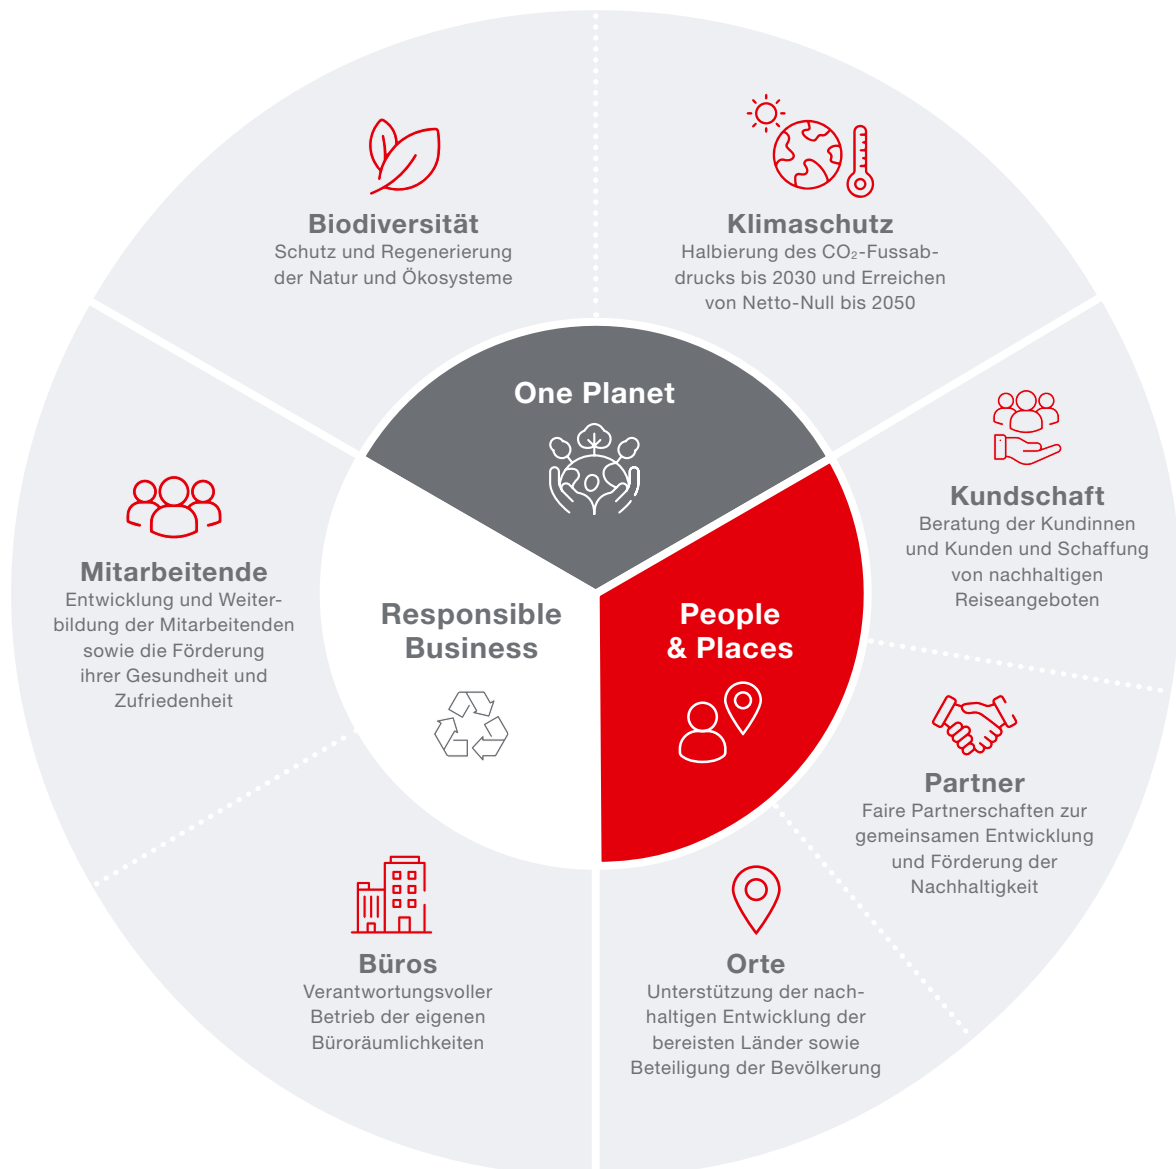 Biodiversität
Schutz und Regenerierung
der Natur und Ökosysteme
Klimaschutz
Halbierung des CO₂-Fussab-
drucks bis 2030 und Erreichen
von Netto-Null bis 2050
One Planet
Kundschaft
Beratung der Kundinnen
und Kunden und Schaffung
von nachhaltigen
Reiseangeboten
Mitarbeitende
Entwicklung und Weiter-
bildung der Mitarbeitenden
sowie die Förderung
ihrer Gesundheit und
Zufriedenheit
Responsible
Business
People
& Places
Partner
Faire Partnerschaften zur
gemeinsamen Entwicklung
und Förderung der
Nachhaltigkeit
Büros
Verantwortungsvoller
Betrieb der eigenen
Büroräumlichkeiten
Orte
Unterstützung der nach-
haltigen Entwicklung der
bereisten Länder sowie
Beteiligung der Bevölkerung